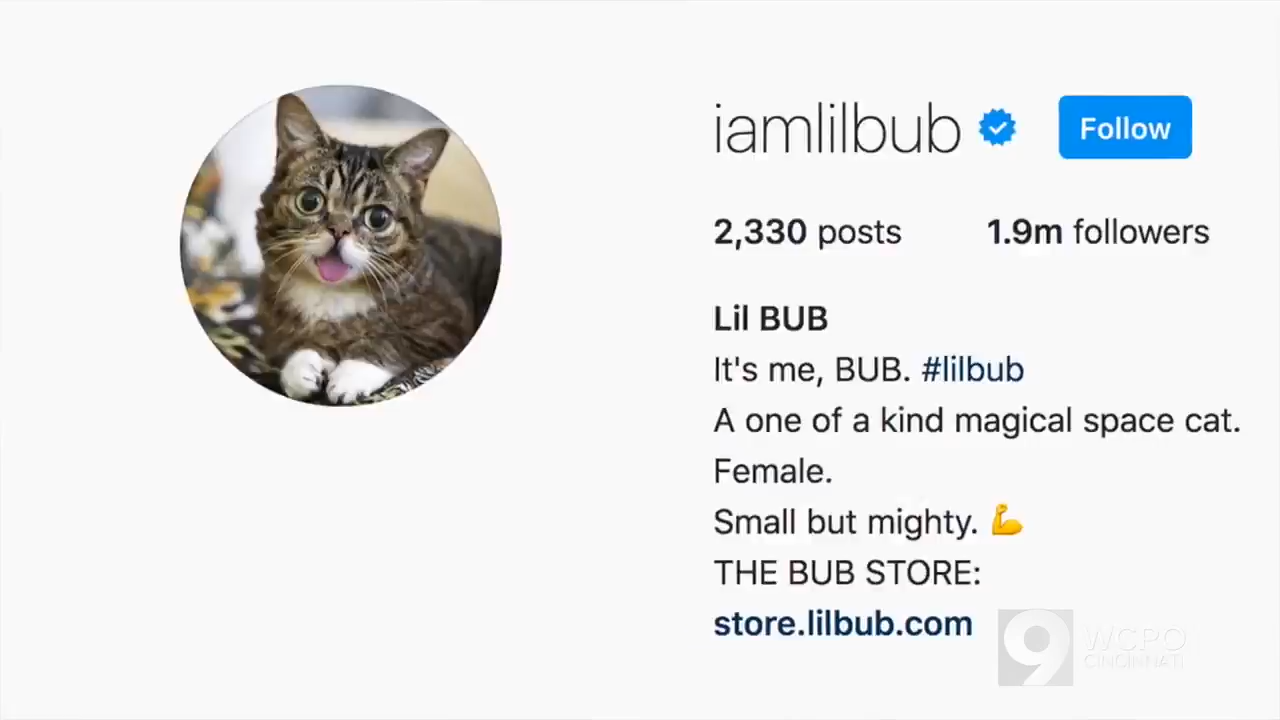 iamlilbub
Follow
2,330 posts
1.9m followers
Lil BUB
It's me, BUB. #lilbub
A one of a kind magical space cat.
Female.
Small but mighty. 💪
THE BUB STORE:
store.lilbub.com
9 WCPO
CINCINNATI